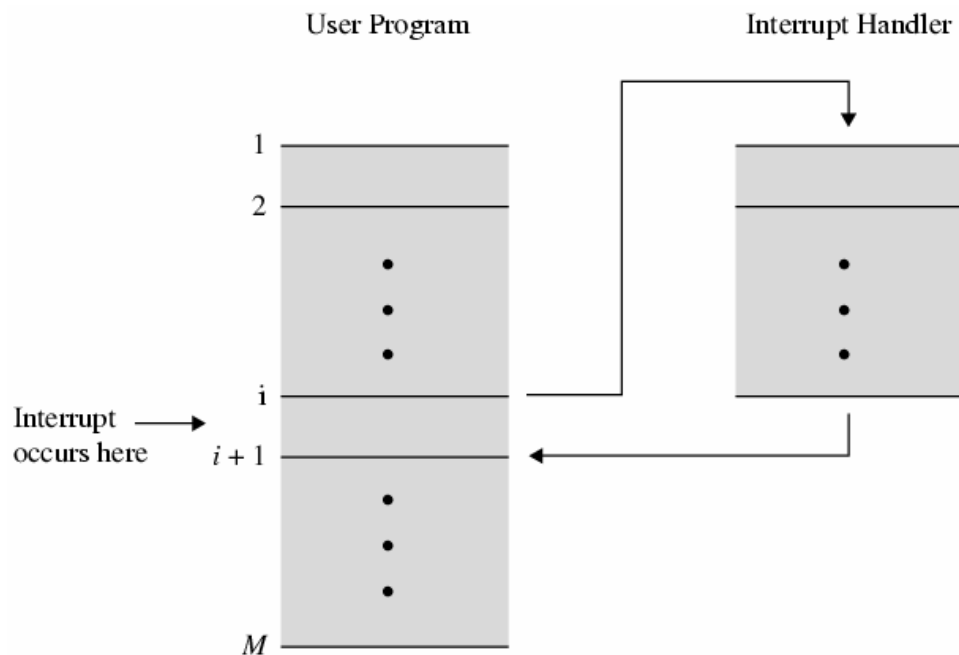 User Program
Interrupt Handler
1
2
i
Interrupt
occurs here
i + 1
M